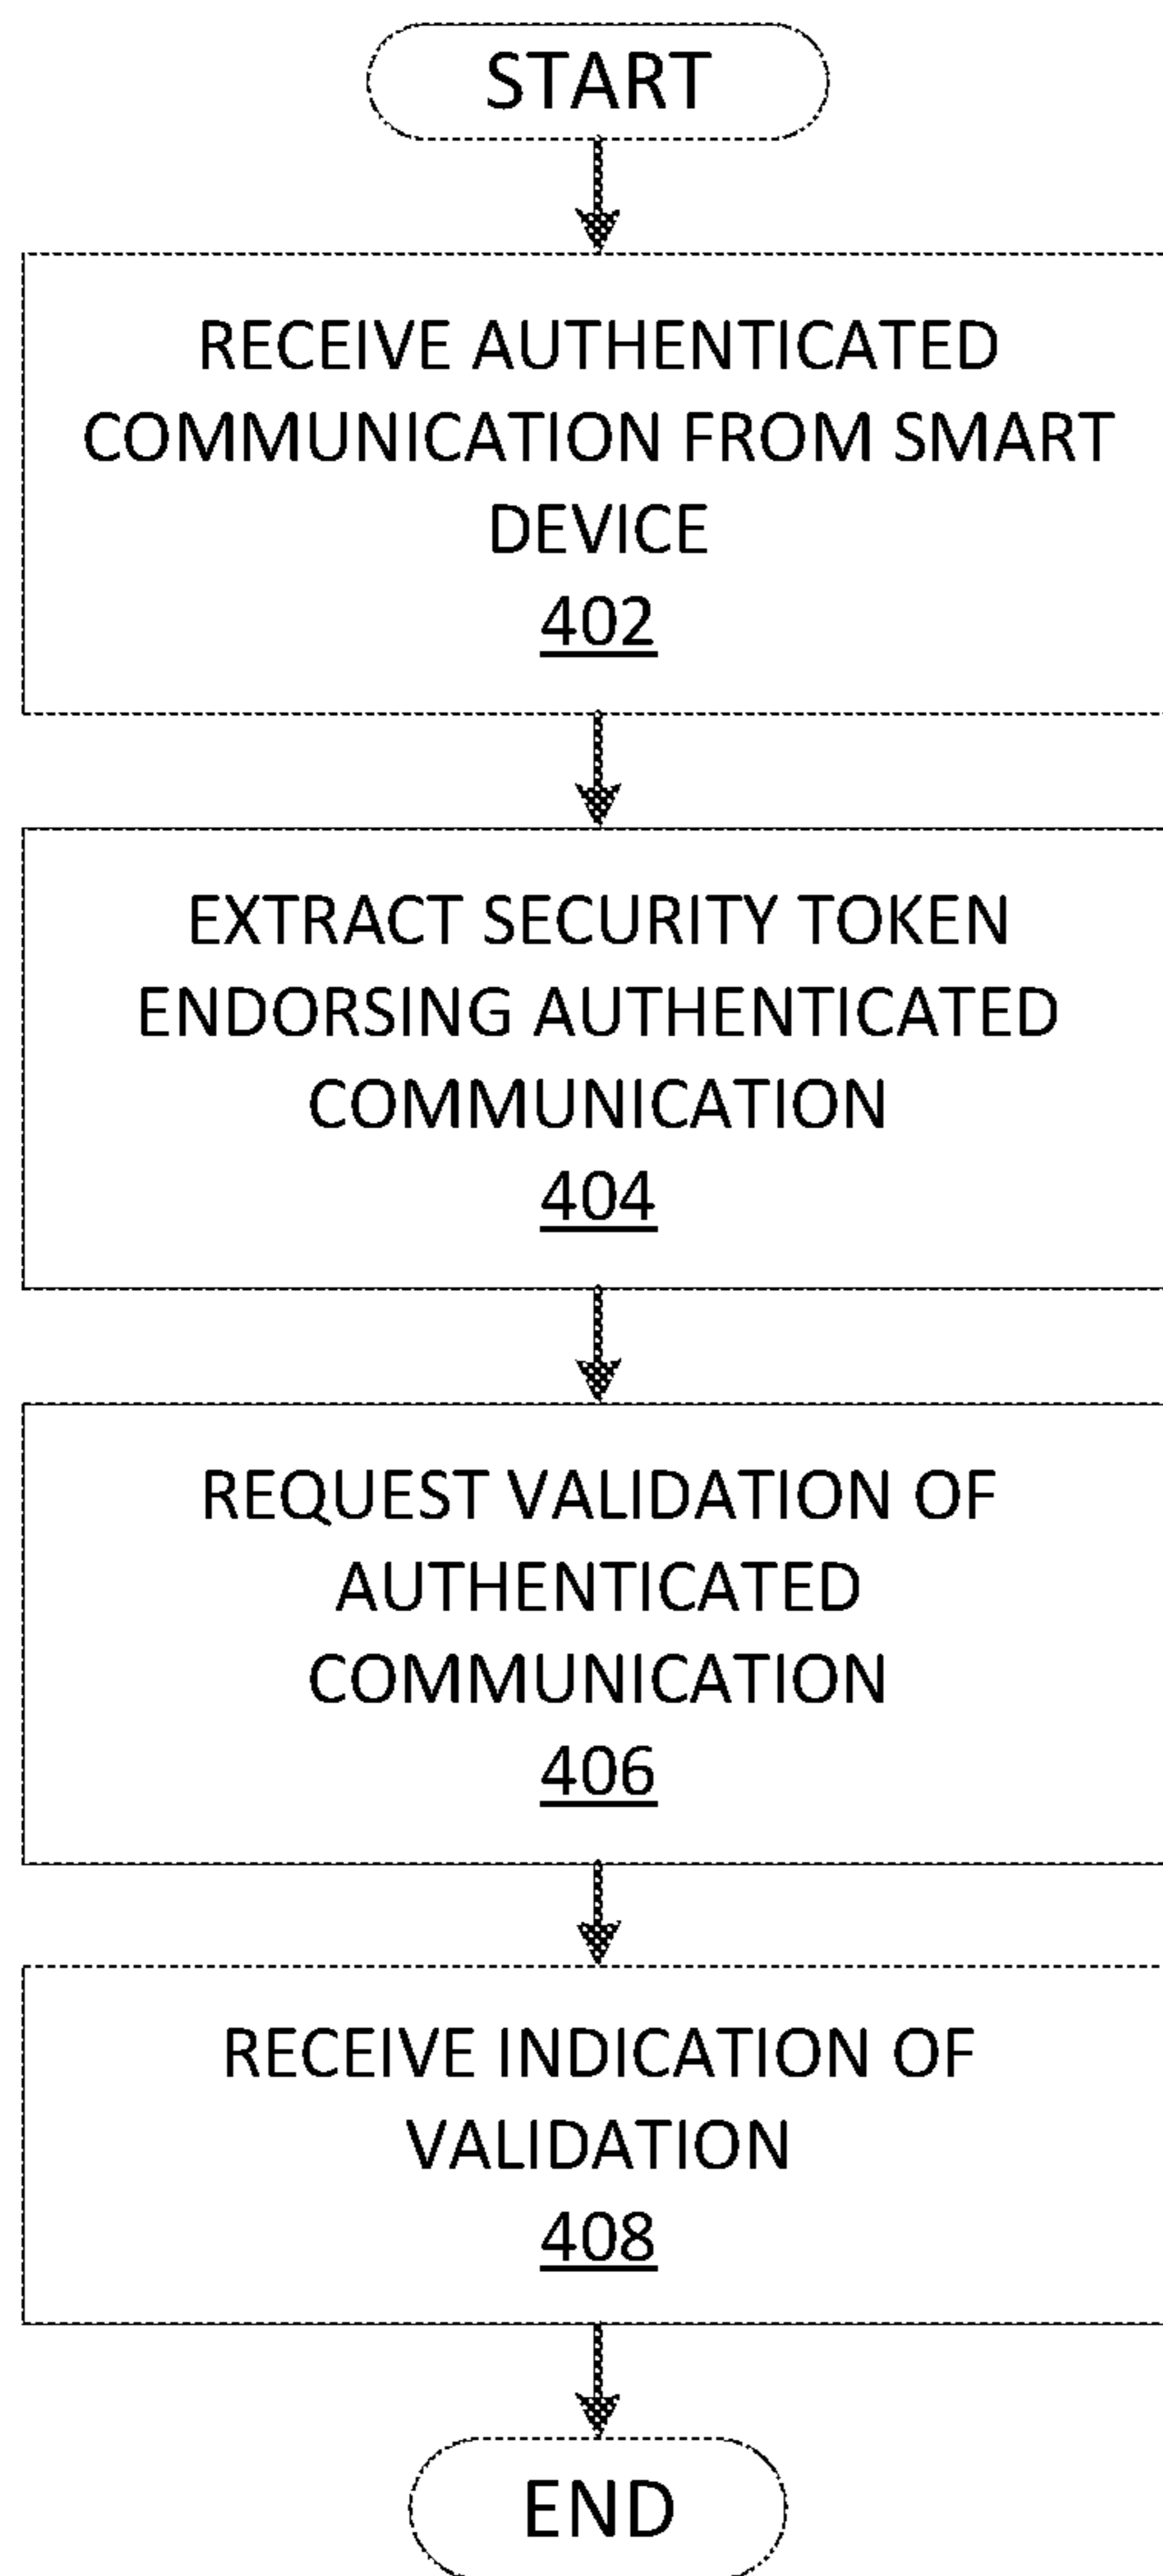 START
RECEIVE AUTHENTICATED
COMMUNICATION FROM SMART
DEVICE
402
EXTRACT SECURITY TOKEN
ENDORSING AUTHENTICATED
COMMUNICATION
404
REQUEST VALIDATION OF
AUTHENTICATED
COMMUNICATION
406
RECEIVE INDICATION OF
VALIDATION
408
END